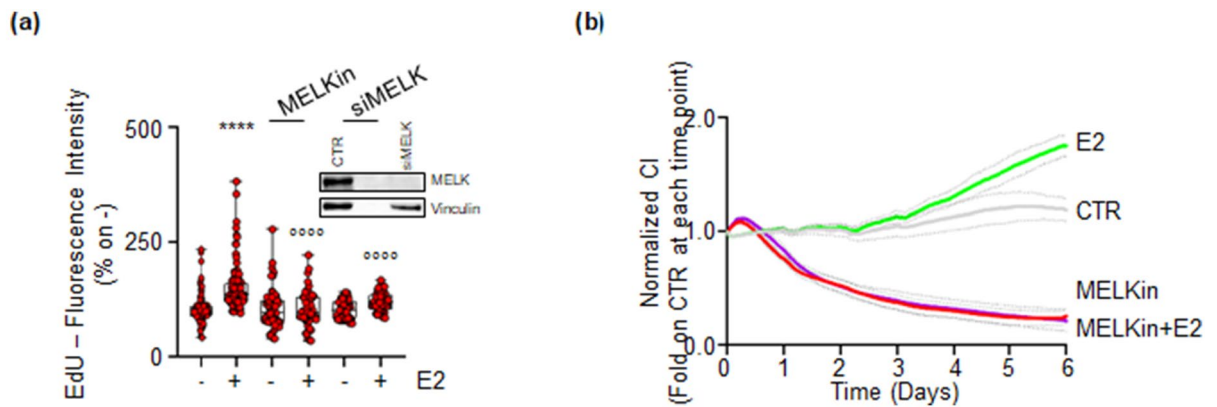 (a)
EdU – Fluorescence Intensity
(% on -)
500
250
0
****
MELKin
siMELK
CTR
siMELK
MELK
Vinculin
oooo
oooo
- + - + - + E2
(b)
Normalized CI
(Fold on CTR at each time point)
2.0
1.0
0.0
E2
CTR
MELKin
MELKin+E2
0 1 2 3 4 5 6
Time (Days)